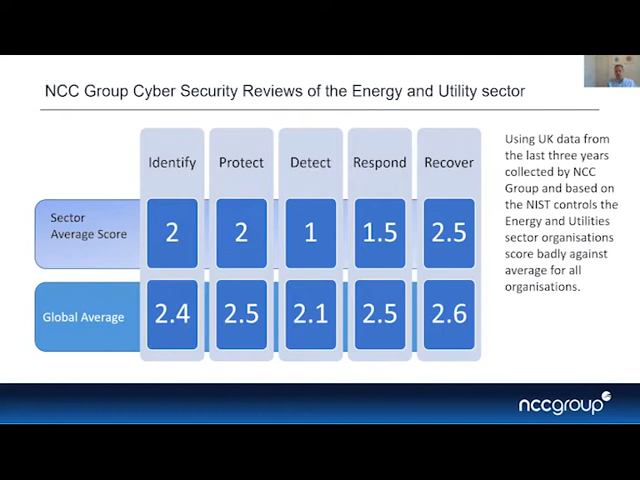 NCC Group Cyber Security Reviews of the Energy and Utility sector
Identify Protect Detect Respond Recover
Sector
Average Score
2 2 1 1.5 2.5
Global Average
2.4 2.5 2.1 2.5 2.6
Using UK data from
the last three years
collected by NCC
Group and based on
the NIST controls the
Energy and Utilities
sector organisations
score badly against
average for all
organisations.
nccgroup